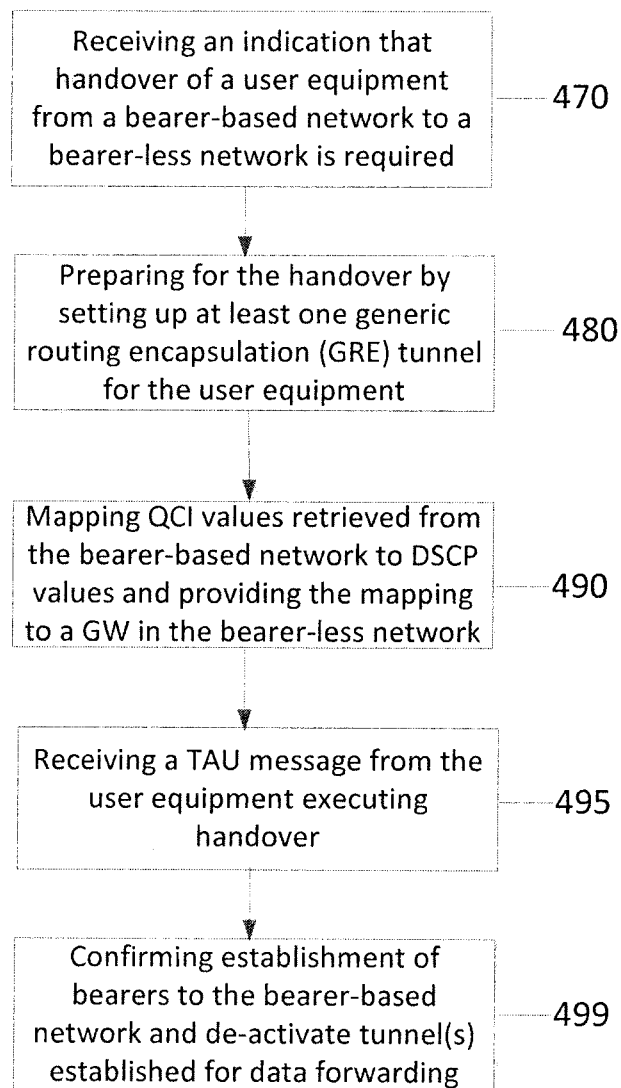 Receiving an indication that
handover of a user equipment
from a bearer-based network to a
bearer-less network is required
470
Preparing for the handover by
setting up at least one generic
routing encapsulation (GRE) tunnel
for the user equipment
480
Mapping QCI values retrieved from
the bearer-based network to DSCP
values and providing the mapping
to a GW in the bearer-less network
490
Receiving a TAU message from the
user equipment executing
handover
495
Confirming establishment of
bearers to the bearer-based
network and de-activate tunnel(s)
established for data forwarding
499